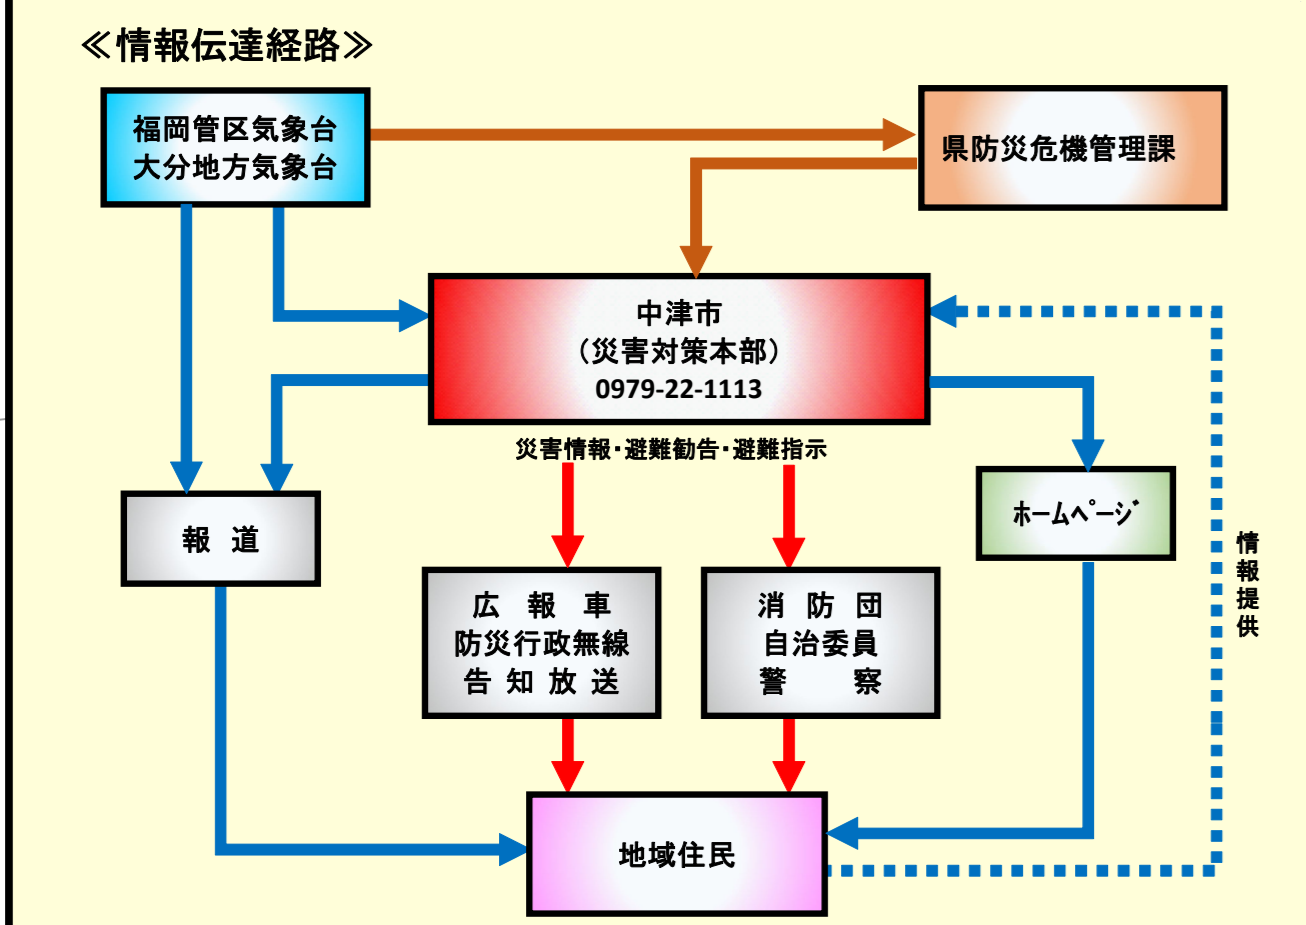 ≪情報伝達経路≫
福岡管区気象台
大分地方気象台
県防災危機管理課
中津市
（災害対策本部）
0979-22-1113
災害情報・避難勧告・避難指示
報 道
ﾎｰﾑﾍﾟｰｼﾞ
広 報 車
防災行政無線
告 知 放 送
消 防 団
自治委員
警 察
情報提供
地域住民